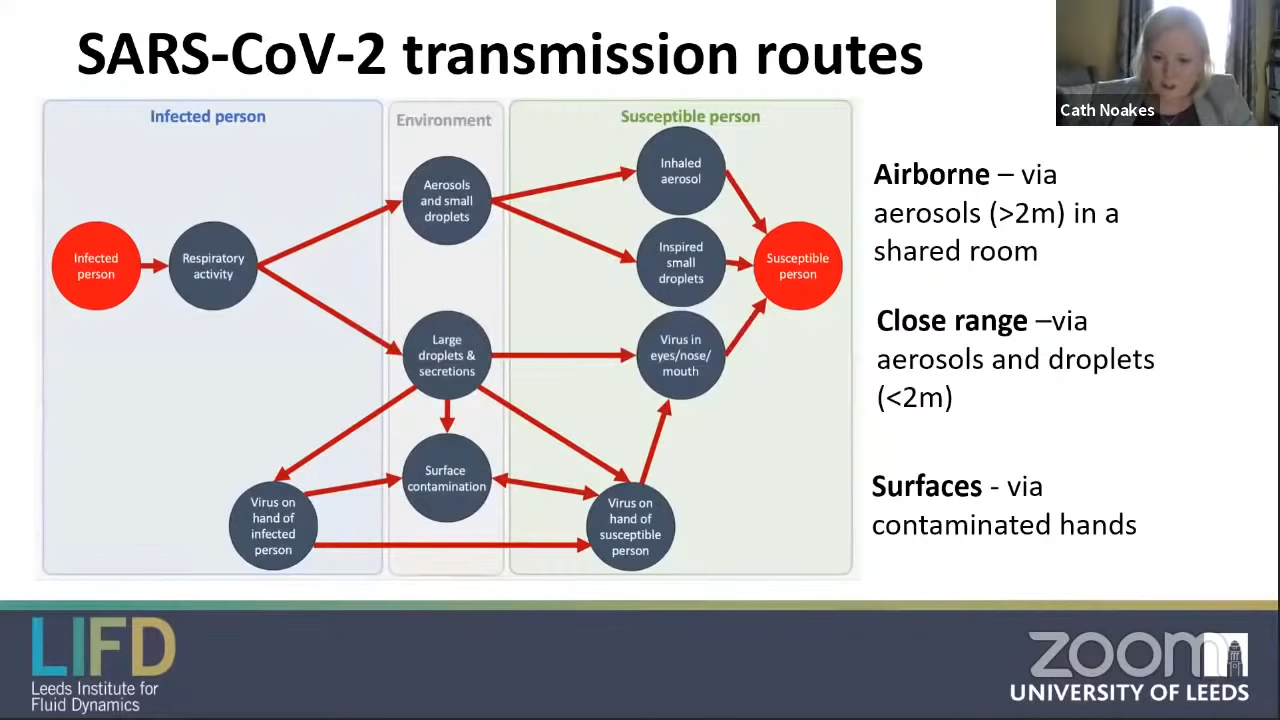 SARS-CoV-2 transmission routes
Cath Noakes
Infected person
Environment
Susceptible person
Infected
person
Respiratory
activity
Aerosols
and small
droplets
Inhaled
aerosol
Inspired
small
droplets
Susceptible
person
Large
droplets &
secretions
Virus in
eyes/nose/
mouth
Surface
contamination
Virus on
hand of
infected
person
Virus on
hand of
susceptible
person
Airborne – via
aerosols (>2m) in a
shared room
Close range –via
aerosols and droplets
(<2m)
Surfaces - via
contaminated hands
LIFD
Leeds Institute for
Fluid Dynamics
zoom
UNIVERSITY OF LEEDS